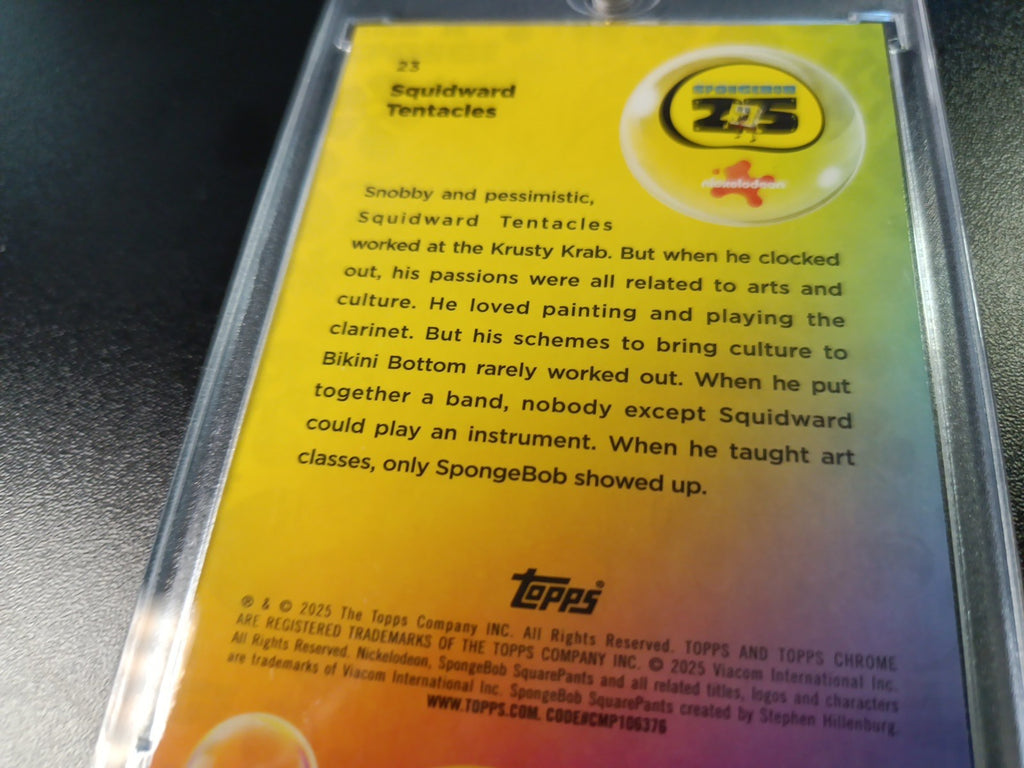 23
Squidward
Tentacles
SPONGEBOB
25
nickelodeon
Snobby and pessimistic,
Squidward Tentacles
worked at the Krusty Krab. But when he clocked
out, his passions were all related to arts and
culture. He loved painting and playing the
clarinet. But his schemes to bring culture to
Bikini Bottom rarely worked out. When he put
together a band, nobody except Squidward
could play an instrument. When he taught art
classes, only SpongeBob showed up.
topps®
® & © 2025 The Topps Company INC. All Rights Reserved. TOPPS AND TOPPS CHROME
ARE REGISTERED TRADEMARKS OF THE TOPPS COMPANY INC. © 2025 Viacom International Inc.
All Rights Reserved. Nickelodeon, SpongeBob SquarePants and all related titles, logos and characters
are trademarks of Viacom International Inc. SpongeBob SquarePants created by Stephen Hillenburg.
WWW.TOPPS.COM. CODE#CMP106376